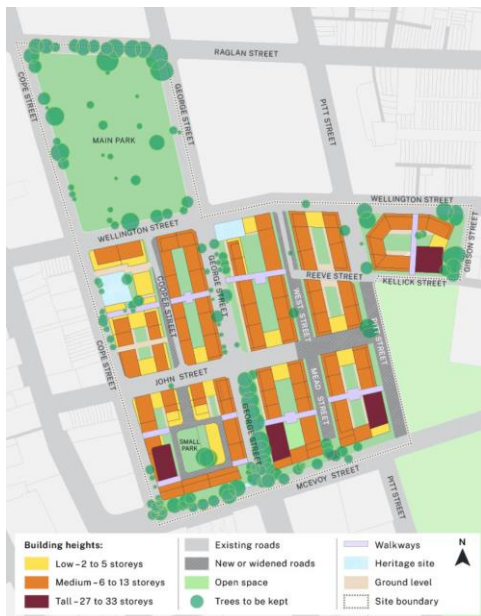 RAGLAN STREET
COPE STREET
GEORGE STREET
PITT STREET
MAIN PARK
WELLINGTON STREET
WELLINGTON STREET
GIBSON STREET
GEORGE STREET
REEVE STREET
KELLICK STREET
COOPER STREET
WEST STREET
PITT STREET
COPE STREET
JOHN STREET
MEAD STREET
GEORGE STREET
SMALL
PARK
MCEVOY STREET
PITT STREET
Building heights:
Low – 2 to 5 storeys
Medium – 6 to 13 storeys
Tall – 27 to 33 storeys
Existing roads
New or widened roads
Open space
Trees to be kept
Walkways
Heritage site
Ground level
Site boundary
N